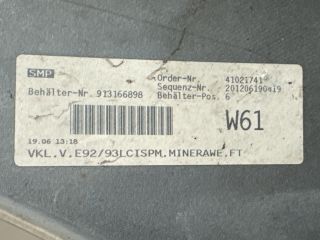 SMP
Order-Nr. 41021741
Sequenz-Nr. 201206190419
Behälter-Nr. 913166898 Behälter-Pos. 6
W61
19.06 13:18
VKL.V.E92/93LCISPM.MINERAWE.FT